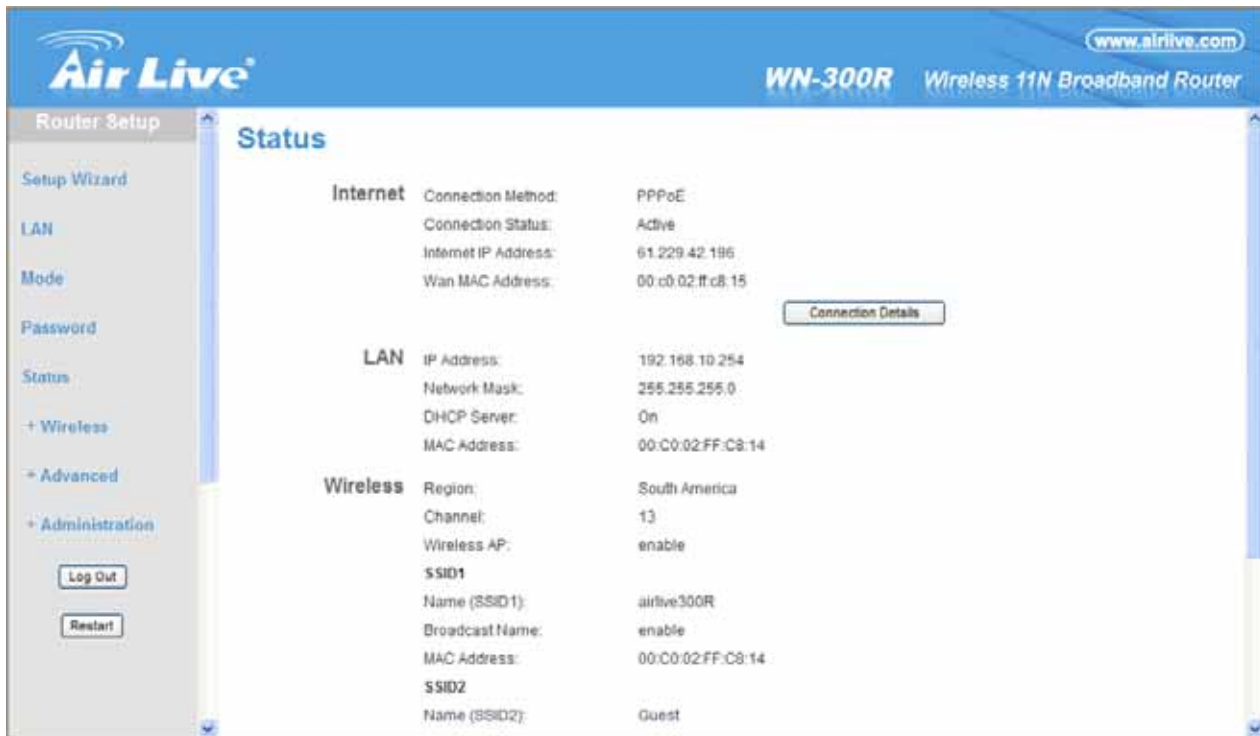 Air Live®
www.airlive.com
WN-300R Wireless 11N Broadband Router
Router Setup
Setup Wizard
LAN
Mode
Password
Status
+ Wireless
+ Advanced
+ Administration
Log Out
Restart
Status
Internet
Connection Method: PPPoE
Connection Status: Active
Internet IP Address: 61.229.42.196
Wan MAC Address: 00:c0:02:ff:c8:15
Connection Details
LAN
IP Address: 192.168.10.254
Network Mask: 255.255.255.0
DHCP Server: On
MAC Address: 00:C0:02:FF:C8:14
Wireless
Region: South America
Channel: 13
Wireless AP: enable
SSID1
Name (SSID1): airlive300R
Broadcast Name: enable
MAC Address: 00:C0:02:FF:C8:14
SSID2
Name (SSID2): Guest